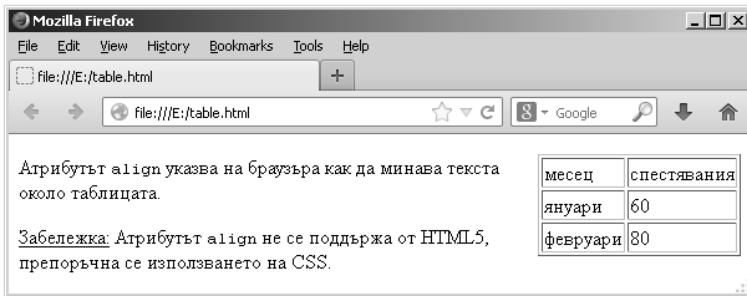 Mozilla Firefox
File Edit View History Bookmarks Tools Help
file:///E:/table.html
file:///E:/table.html
8 Google
Атрибутът align указва на браузъра как да минава текста
около таблицата.
Забележка: Атрибутът align не се поддържа от HTML5,
препоръчна се използването на CSS.
месец спестявания
януари 60
февруари 80